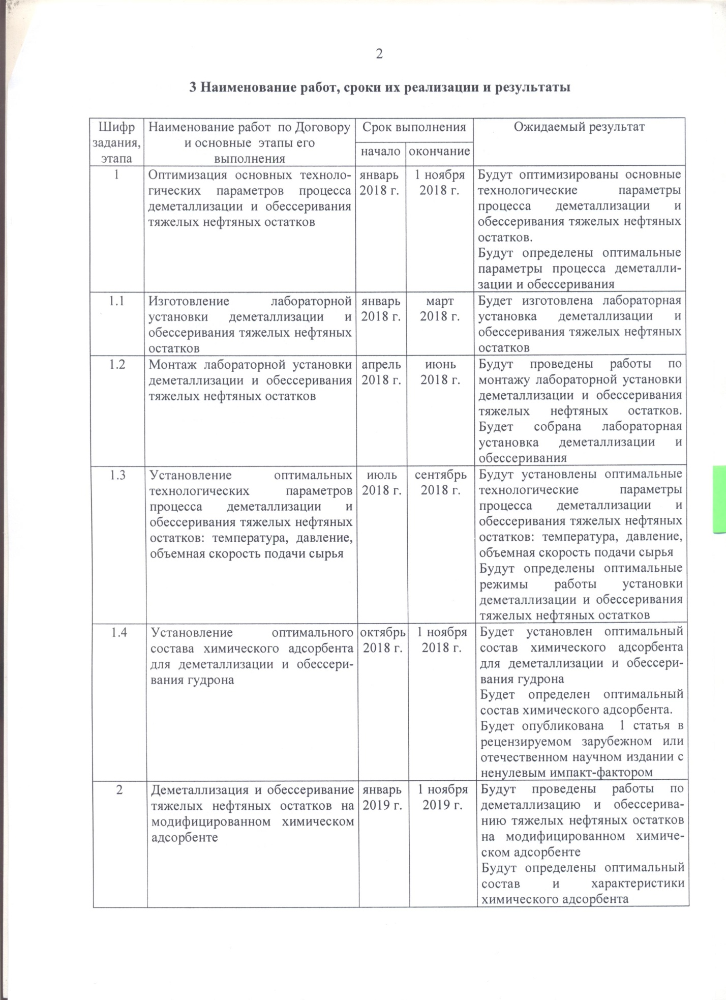 2
3 Наименование работ, сроки их реализации и результаты
Шифр
задания,
этапа
Наименование работ по Договору
и основные этапы его
выполнения
Срок выполнения
начало
окончание
Ожидаемый результат
1
Оптимизация основных техноло-
гических параметров процесса
деметаллизации и обессеривания
тяжелых нефтяных остатков
январь
2018 г.
1 ноября
2018 г.
Будут оптимизированы основные
технологические параметры
процесса деметаллизации и
обессеривания тяжелых нефтяных
остатков.
Будут определены оптимальные
параметры процесса деметалли-
зации и обессеривания
1.1
Изготовление лабораторной
установки деметаллизации и
обессеривания тяжелых нефтяных
остатков
январь
2018 г.
март
2018 г.
Будет изготовлена лабораторная
установка деметаллизации и
обессеривания тяжелых нефтяных
остатков
1.2
Монтаж лабораторной установки
деметаллизации и обессеривания
тяжелых нефтяных остатков
апрель
2018 г.
июнь
2018 г.
Будут проведены работы по
монтажу лабораторной установки
деметаллизации и обессеривания
тяжелых нефтяных остатков.
Будет собрана лабораторная
установка деметаллизации и
обессеривания
1.3
Установление оптимальных
технологических параметров
процесса деметаллизации и
обессеривания тяжелых нефтяных
остатков: температура, давление,
объемная скорость подачи сырья
июль
2018 г.
сентябрь
2018 г.
Будут установлены оптимальные
технологические параметры
процесса деметаллизации и
обессеривания тяжелых нефтяных
остатков: температура, давление,
объемная скорость подачи сырья
Будут определены оптимальные
режимы работы установки
деметаллизации и обессеривания
тяжелых нефтяных остатков
1.4
Установление оптимального
состава химического адсорбента
для деметаллизации и обессери-
вания гудрона
октябрь
2018 г.
1 ноября
2018 г.
Будет установлен оптимальный
состав химического адсорбента
для деметаллизации и обессери-
вания гудрона
Будет определен оптимальный
состав химического адсорбента.
Будет опубликована 1 статья в
рецензируемом зарубежном или
отечественном научном издании с
ненулевым импакт-фактором
2
Деметаллизация и обессеривание
тяжелых нефтяных остатков на
модифицированном химическом
адсорбенте
январь
2019 г.
1 ноября
2019 г.
Будут проведены работы по
деметаллизацию и обессерива-
нию тяжелых нефтяных остатков
на модифицированном химиче-
ском адсорбенте
Будут определены оптимальный
состав и характеристики
химического адсорбента